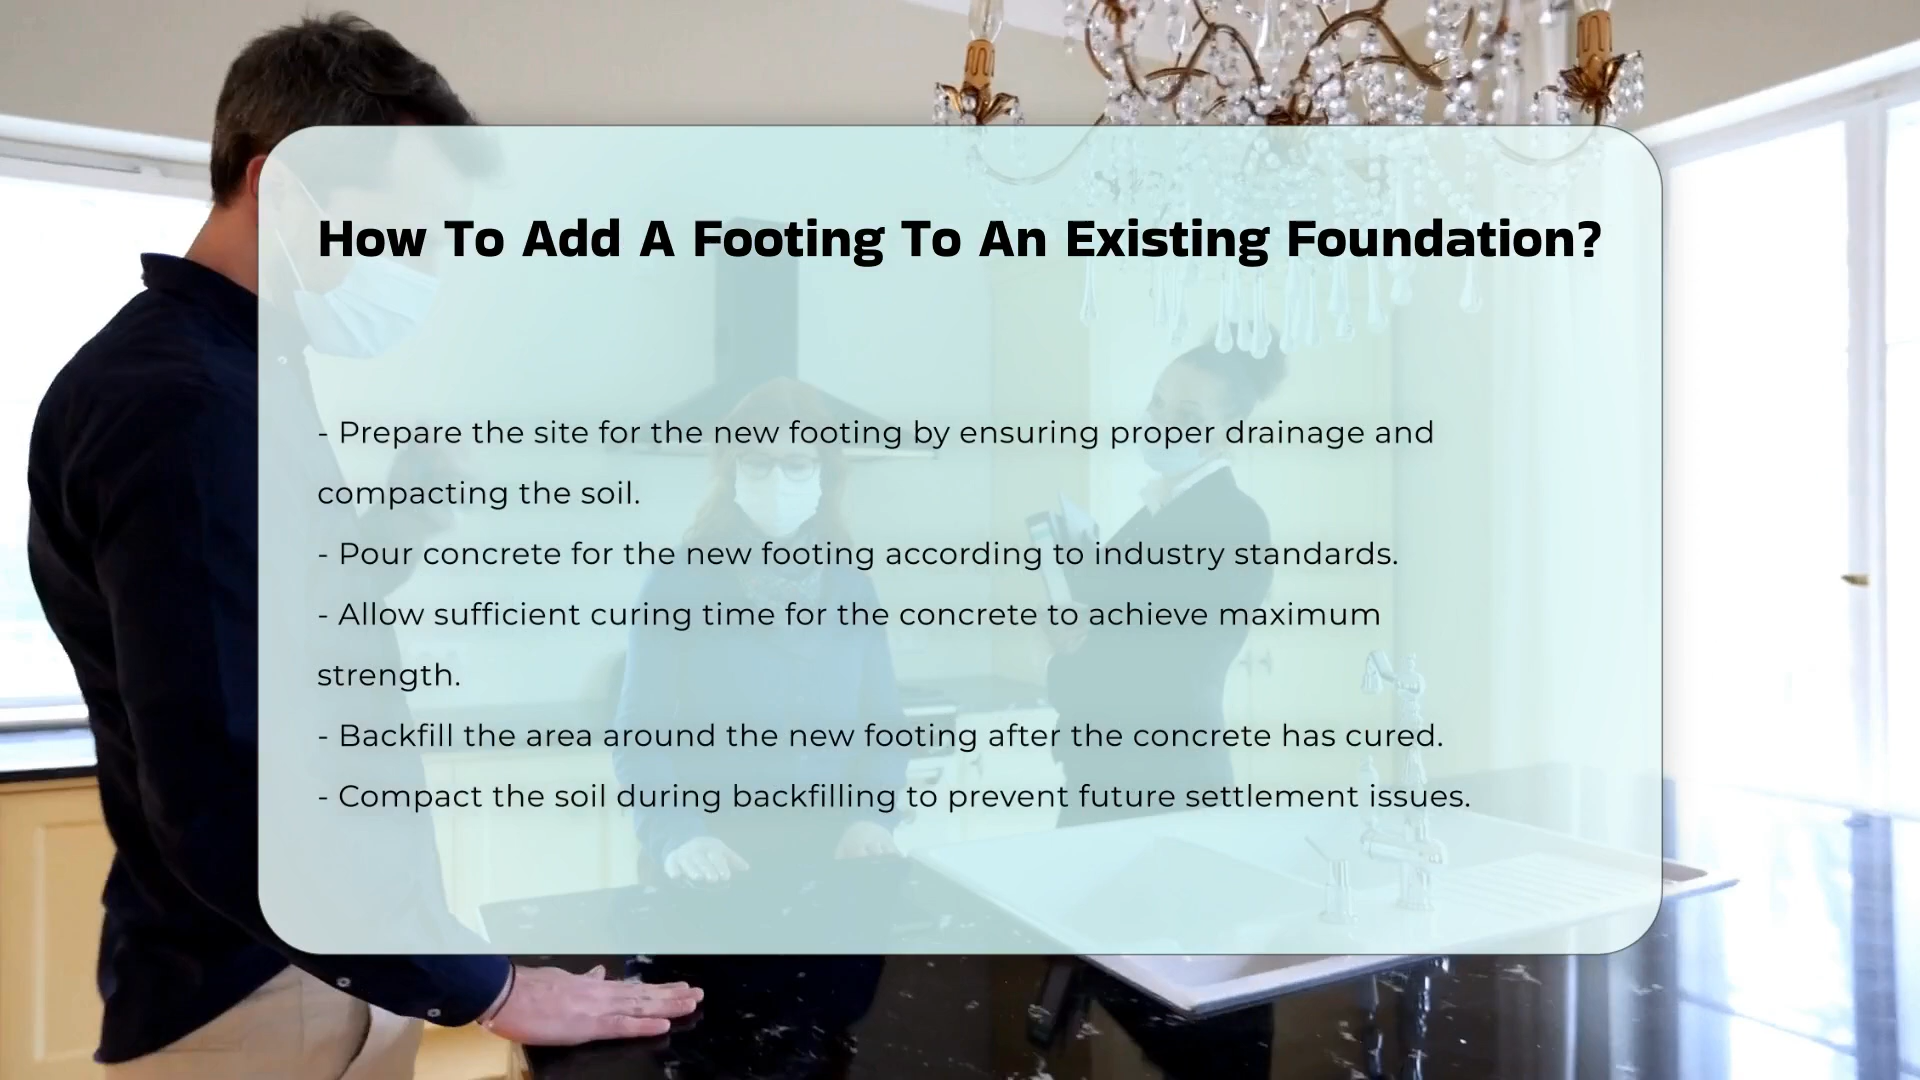 How To Add A Footing To An Existing Foundation?
- Prepare the site for the new footing by ensuring proper drainage and
compacting the soil.
- Pour concrete for the new footing according to industry standards.
- Allow sufficient curing time for the concrete to achieve maximum
strength.
- Backfill the area around the new footing after the concrete has cured.
- Compact the soil during backfilling to prevent future settlement issues.